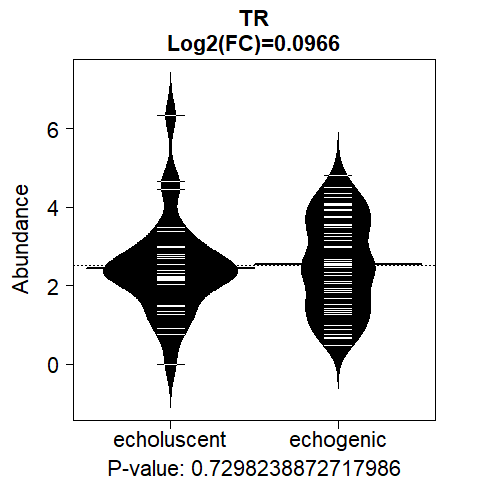 TR
Log2(FC)=0.0966
Abundance
6
4
2
0
echoluscent echogenic
P-value: 0.7298238872717986